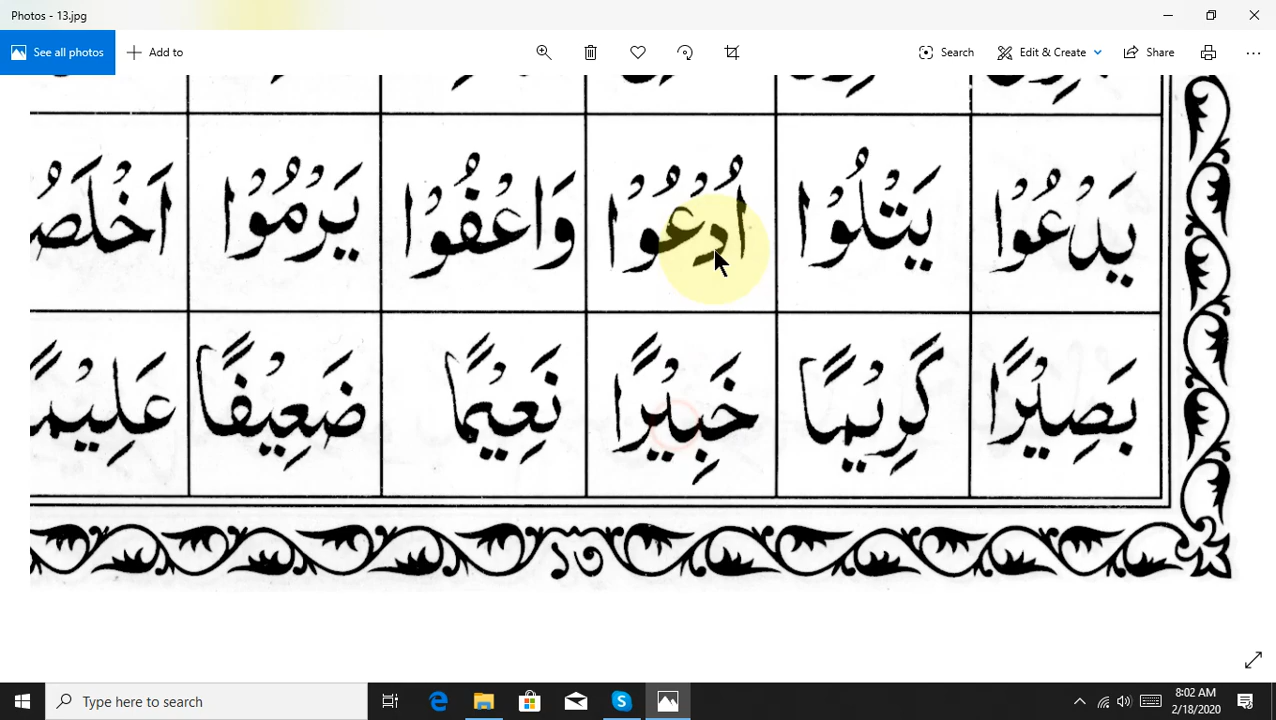 Photos - 13.jpg
See all photos
Add to
Search
Edit & Create
Share
يَدْعُوْا يَتْلُوْا اُدْعُوْا وَاعْفُوْا يَرْمُوْا اَخْلَصُ
بَصِيْرًا كَرِيْمًا خَبِيْرًا نَعِيْمًا ضَعِيْفًا عَلِيْمًا
১৩
Type here to search
8:02 AM
2/18/2020